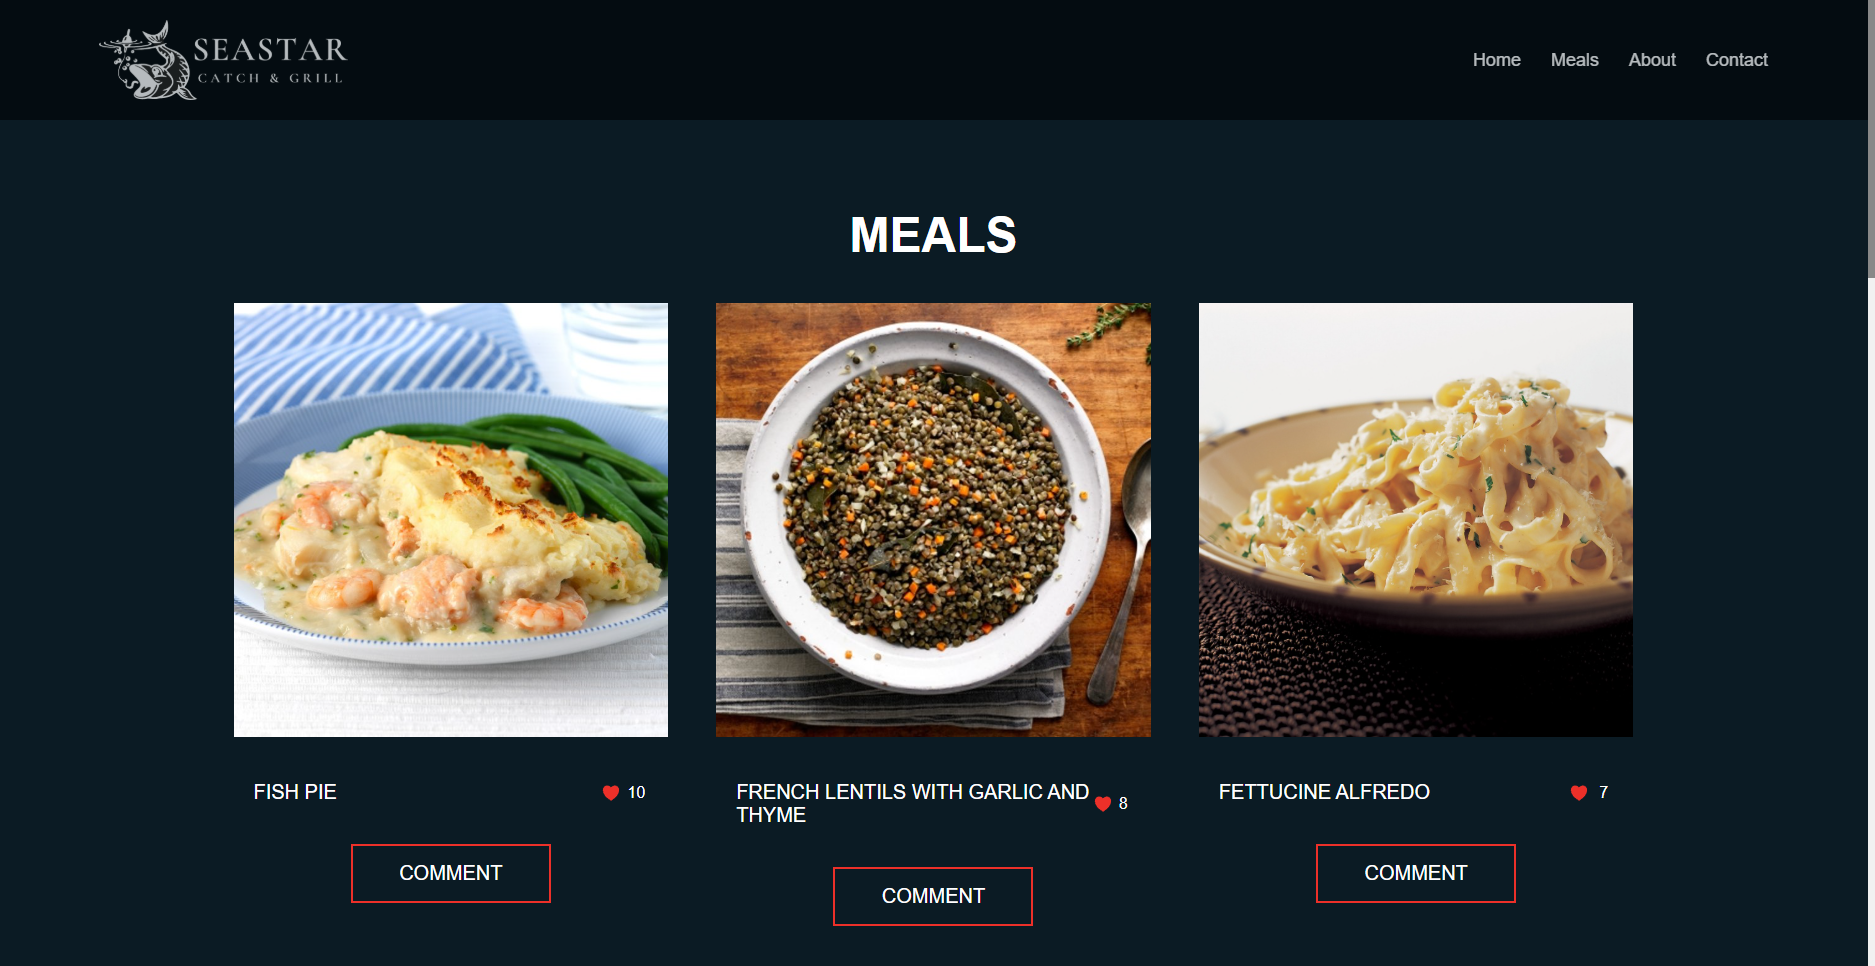 SEASTAR
CATCH & GRILL
Home Meals About Contact
MEALS
FISH PIE
10
FRENCH LENTILS WITH GARLIC AND
THYME
8
FETTUCINE ALFREDO
7
COMMENT
COMMENT
COMMENT